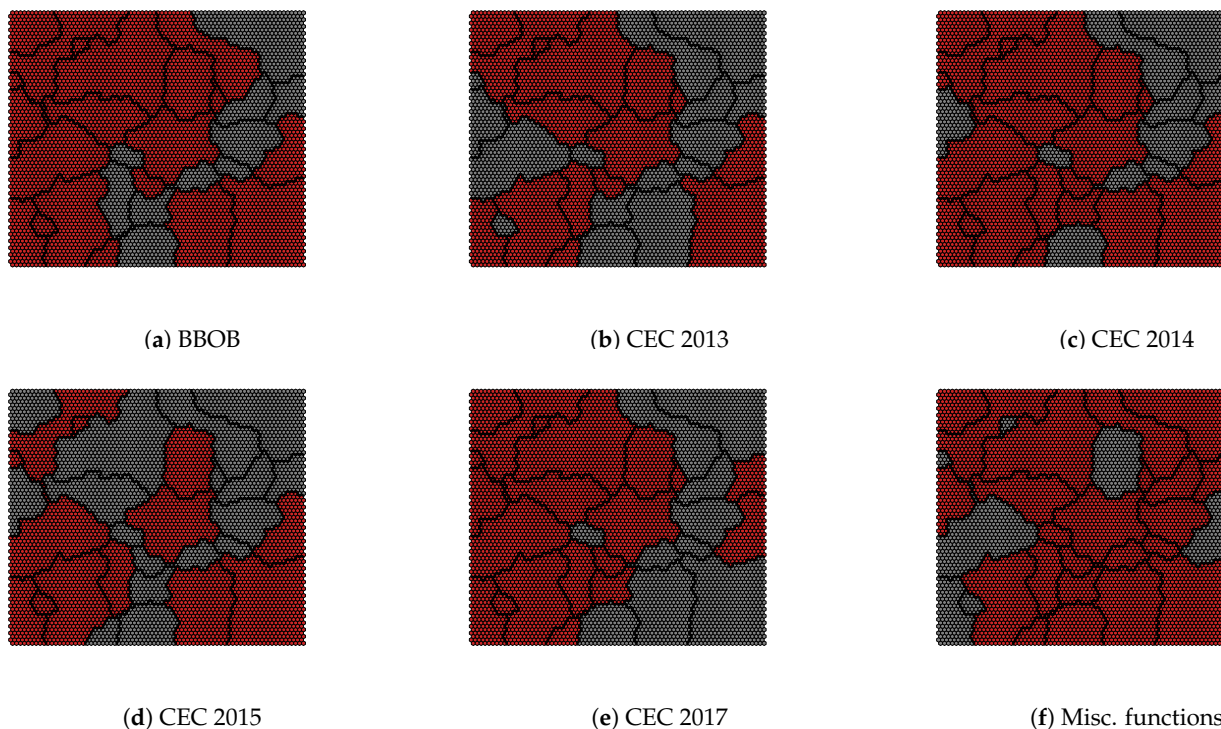 (a) BBOB
(b) CEC 2013
(c) CEC 2014
(d) CEC 2015
(e) CEC 2017
(f) Misc. functions